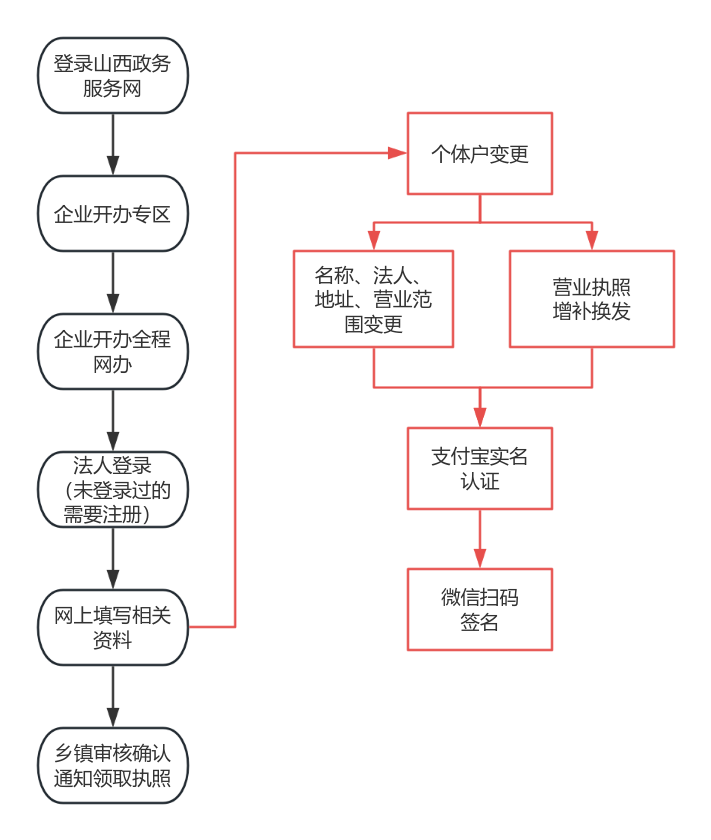 登录山西政务
服务网
企业开办专区
企业开办全程
网办
法人登录
（未登录过的
需要注册）
网上填写相关
资料
乡镇审核确认
通知领取执照
个体户变更
名称、法人、
地址、营业范
围变更
营业执照
增补换发
支付宝实名
认证
微信扫码
签名